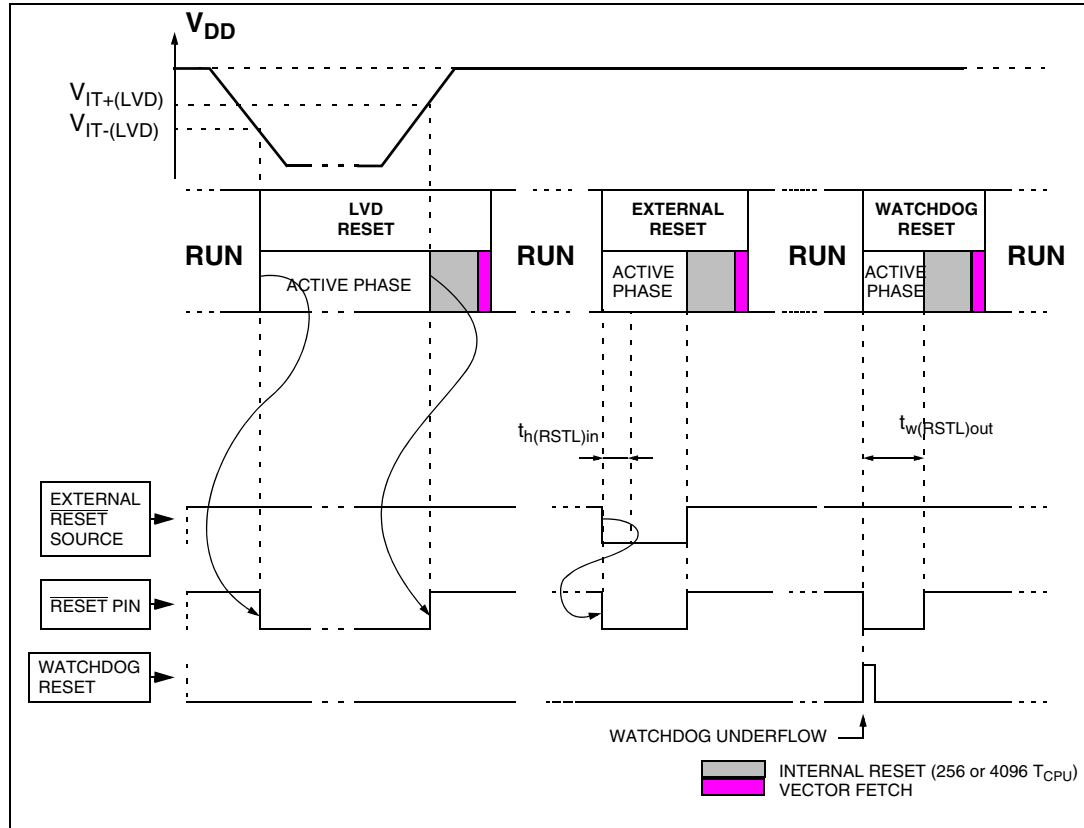 VDD
VIT+(LVD)
VIT-(LVD)
LVD
RESET
EXTERNAL
RESET
WATCHDOG
RESET
RUN
ACTIVE PHASE
RUN
ACTIVE
PHASE
RUN
ACTIVE
PHASE
RUN
th(RSTL)in
tw(RSTL)out
EXTERNAL
RESET
SOURCE
RESET PIN
WATCHDOG
RESET
WATCHDOG UNDERFLOW
INTERNAL RESET (256 or 4096 TCPU)
VECTOR FETCH